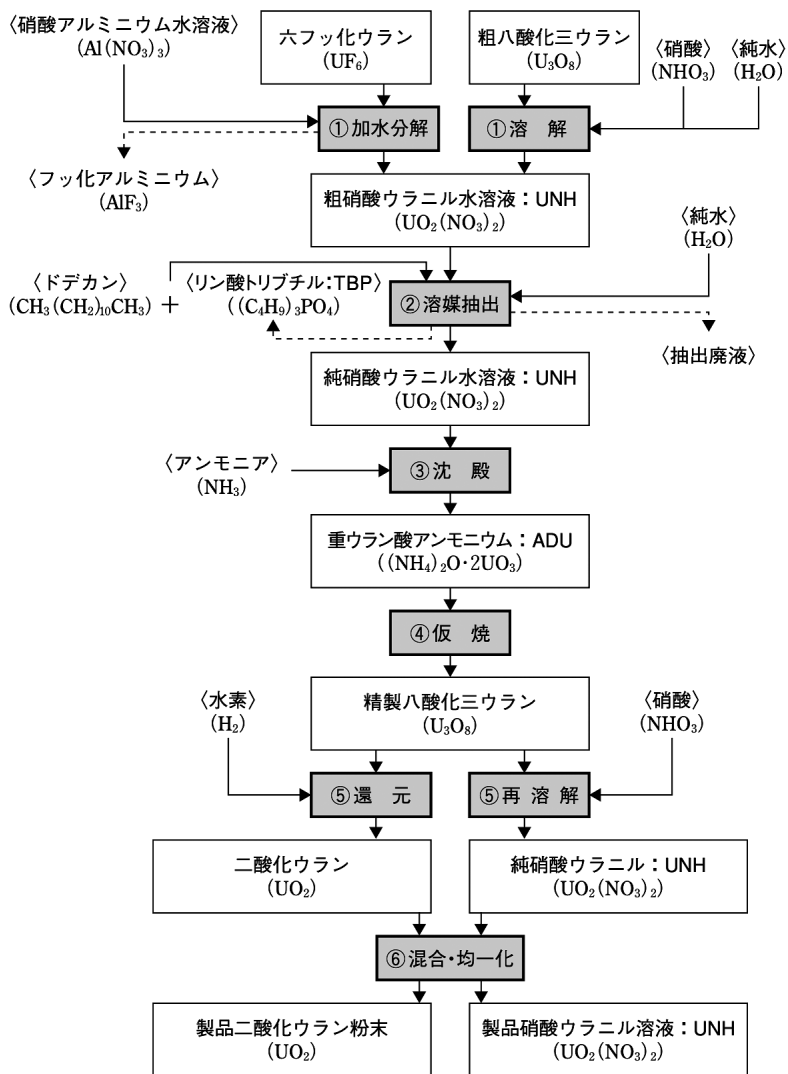 〈硝酸アルミニウム水溶液〉
(Al(NO₃)₃)
六フッ化ウラン
(UF₆)
粗八酸化三ウラン
(U₃O₈)
〈硝酸〉
(NHO₃)
〈純水〉
(H₂O)
①加水分解
①溶 解
〈フッ化アルミニウム〉
(AlF₃)
粗硝酸ウラニル水溶液：UNH
(UO₂(NO₃)₂)
〈純水〉
(H₂O)
〈ドデカン〉
(CH₃(CH₂)₁₀CH₃)
+
〈リン酸トリブチル：TBP〉
((C₄H₉)₃PO₄)
②溶媒抽出
〈抽出廃液〉
純硝酸ウラニル水溶液：UNH
(UO₂(NO₃)₂)
〈アンモニア〉
(NH₃)
③沈 殿
重ウラン酸アンモニウム：ADU
((NH₄)₂O·2UO₃)
④仮 焼
精製八酸化三ウラン
(U₃O₈)
〈水素〉
(H₂)
〈硝酸〉
(NHO₃)
⑤還 元
⑤再 溶 解
二酸化ウラン
(UO₂)
純硝酸ウラニル：UNH
(UO₂(NO₃)₂)
⑥混合・均一化
製品二酸化ウラン粉末
(UO₂)
製品硝酸ウラニル溶液：UNH
(UO₂(NO₃)₂)